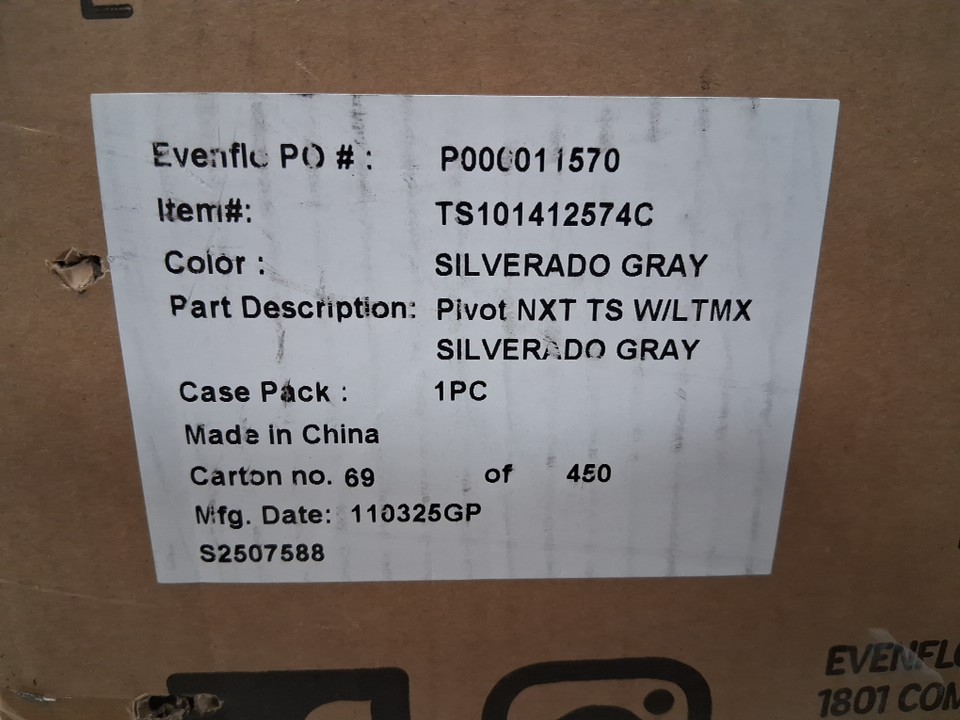 Evenflo PO # : P000011570
Item#: TS101412574C
Color : SILVERADO GRAY
Part Description: Pivot NXT TS W/LTMX
SILVERADO GRAY
Case Pack : 1PC
Made in China
Carton no. 69 of 450
Mfg. Date: 110325GP
S2507588
EVENFLO
1801 COM